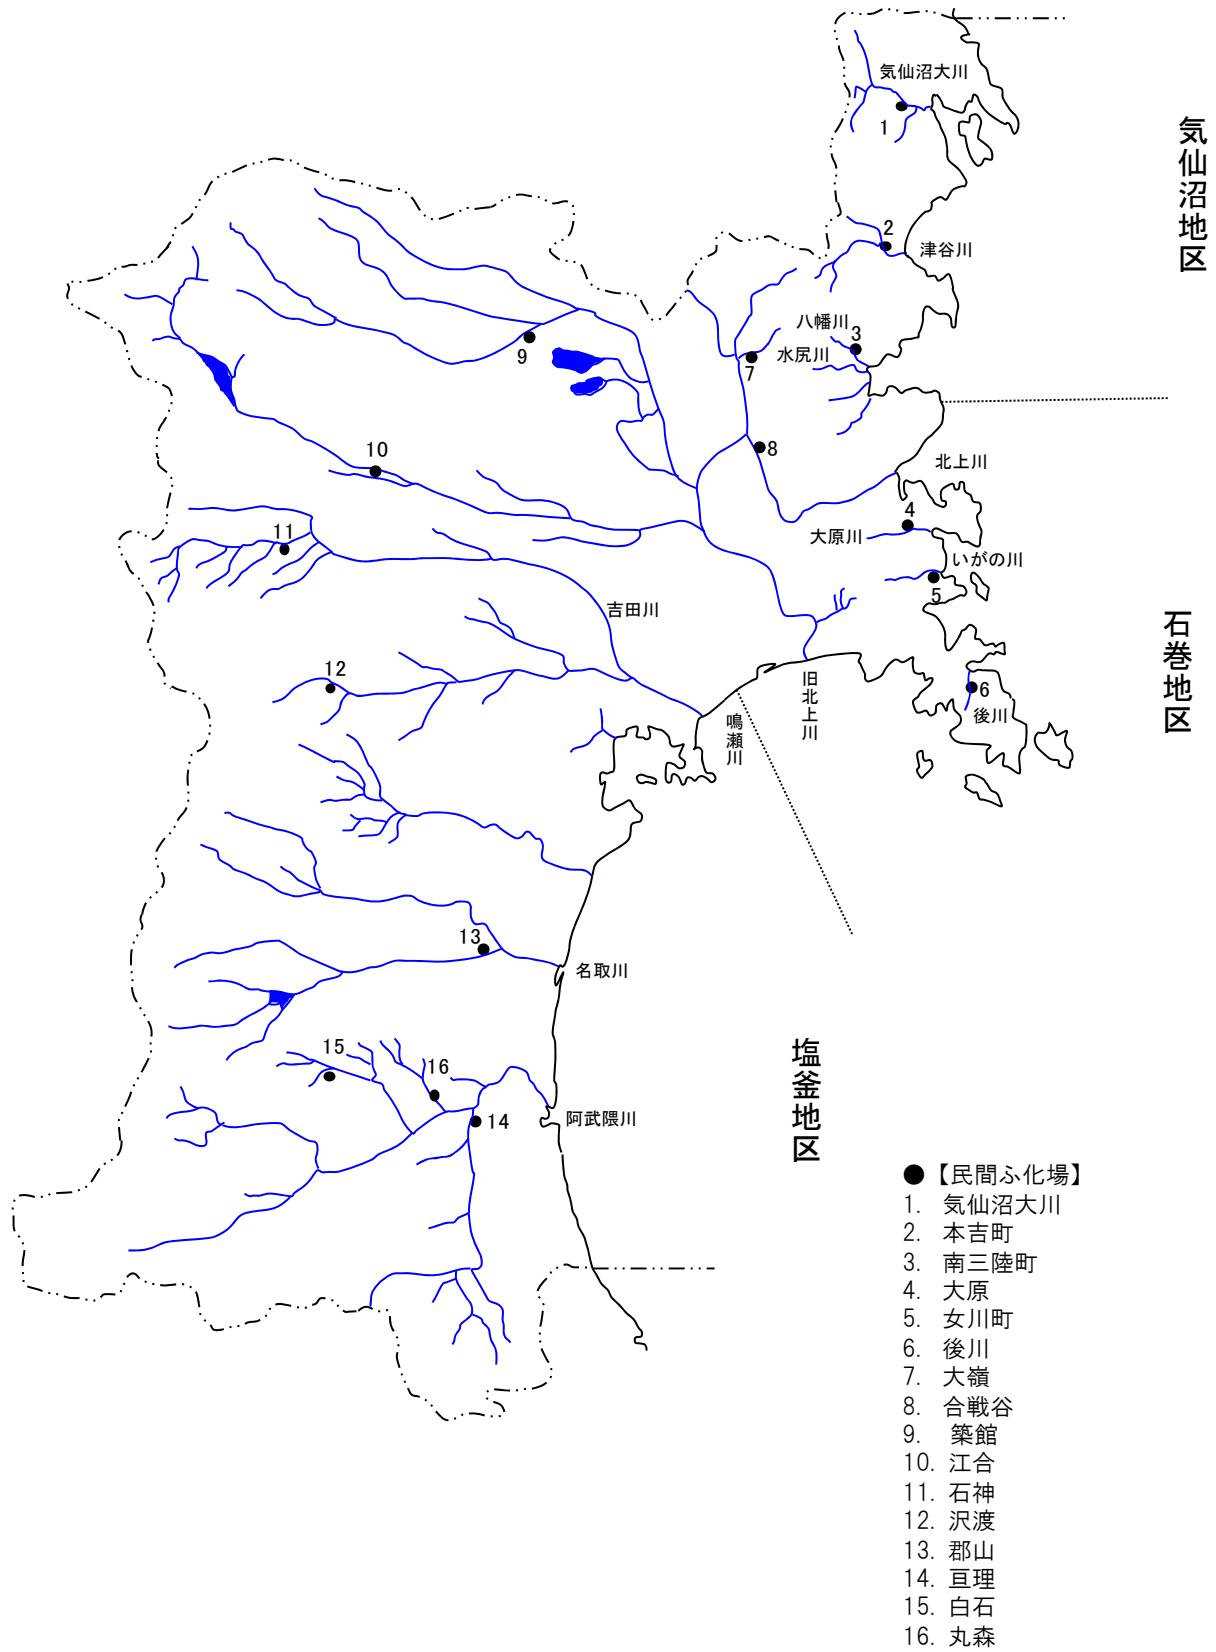 気仙沼大川
1
気仙沼地区
2
津谷川
八幡川
3
水尻川
7
9
8
10
北上川
4
大原川
11
いがの川
5
吉田川
石巻地区
12
旧北上川
6
後川
鳴瀬川
13
名取川
15
16
塩釜地区
14
阿武隈川
●【民間ふ化場】
1. 気仙沼大川
2. 本吉町
3. 南三陸町
4. 大原
5. 女川町
6. 後川
7. 大嶺
8. 合戦谷
9. 築館
10. 江合
11. 石神
12. 沢渡
13. 郡山
14. 亘理
15. 白石
16. 丸森